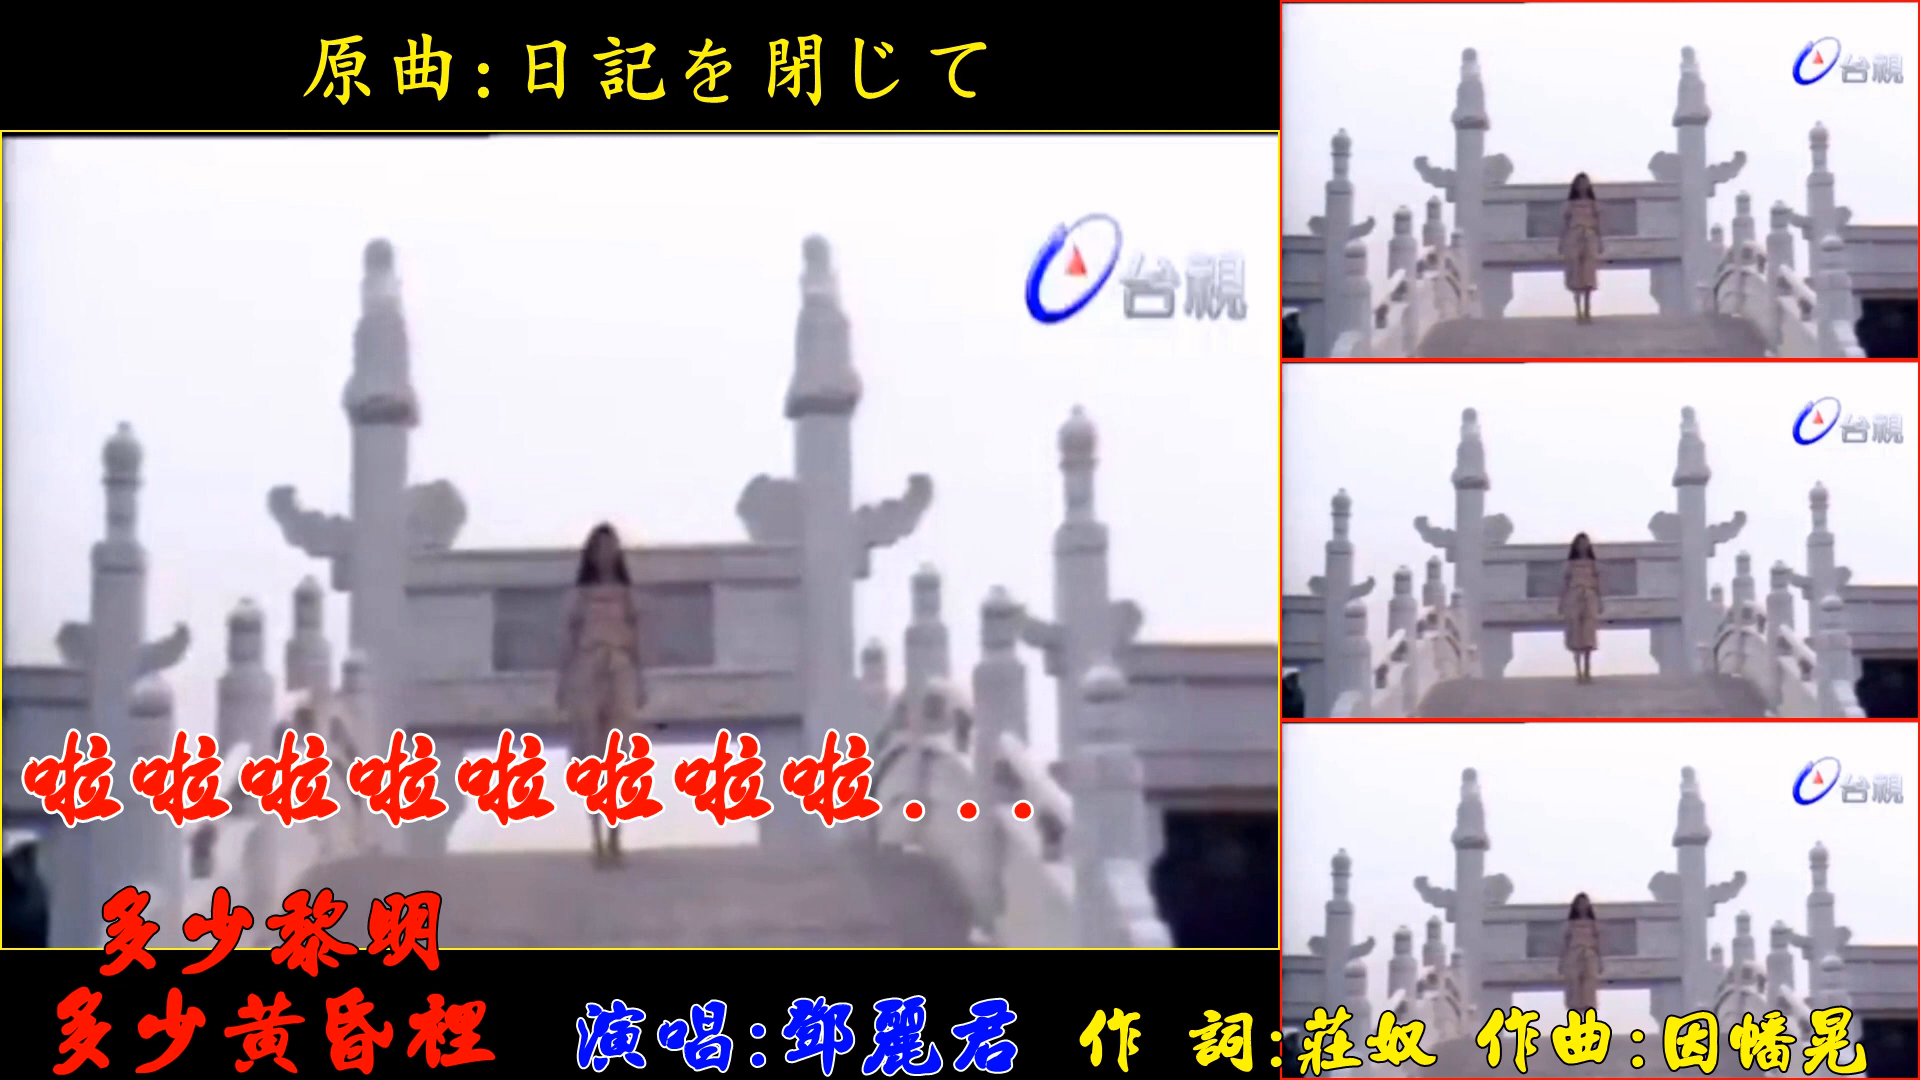 原曲:日記を閉じて
台視
台視
台視
台視
啦啦啦啦啦啦啦啦...
多少黎明
多少黃昏裡
演唱:鄧麗君
作 詞:莊奴 作曲:因幡晃